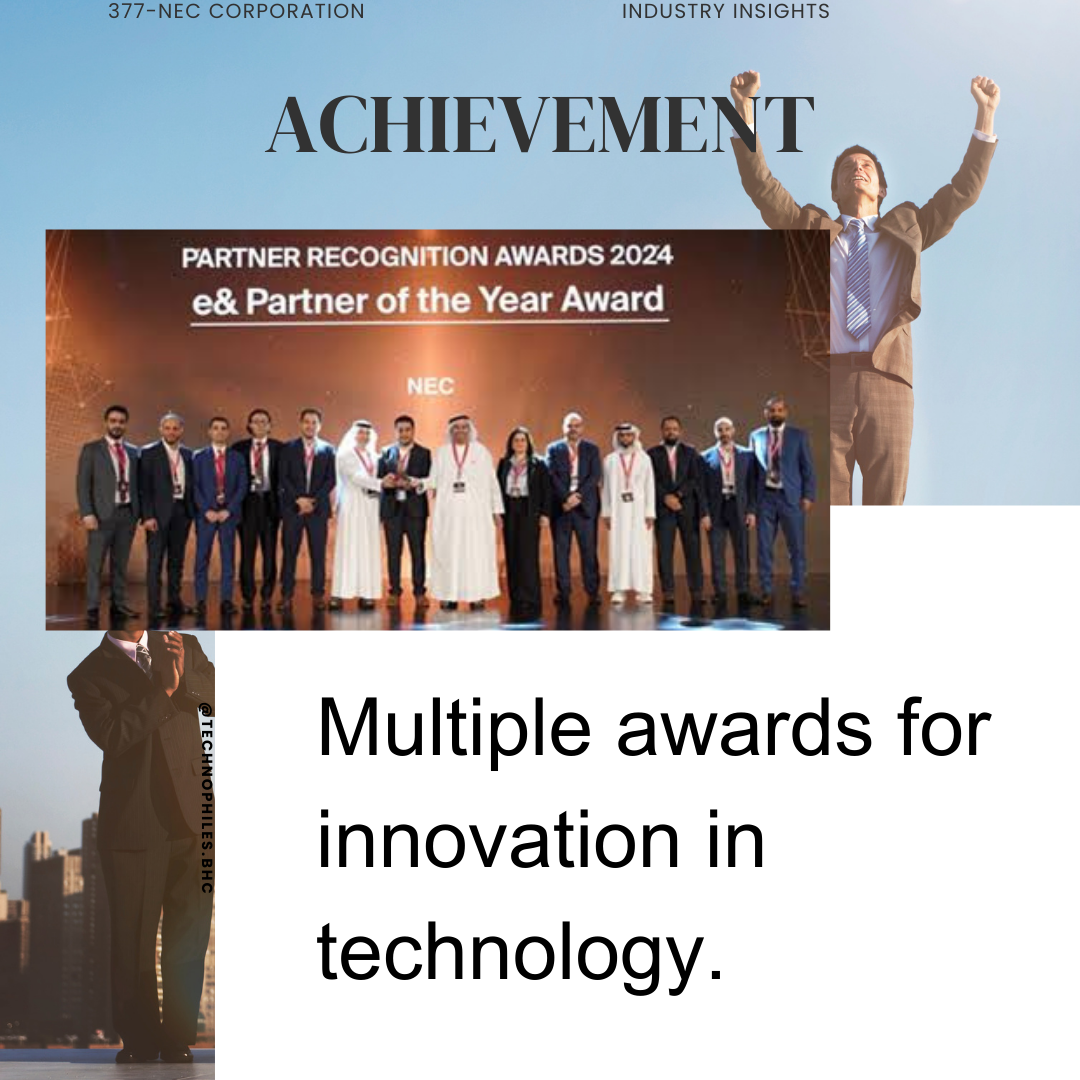 377-NEC CORPORATION
INDUSTRY INSIGHTS
ACHIEVEMENT
PARTNER RECOGNITION AWARDS 2024
e& Partner of the Year Award
NEC
@TECHNOPHILES.BHC
Multiple awards for
innovation in
technology.